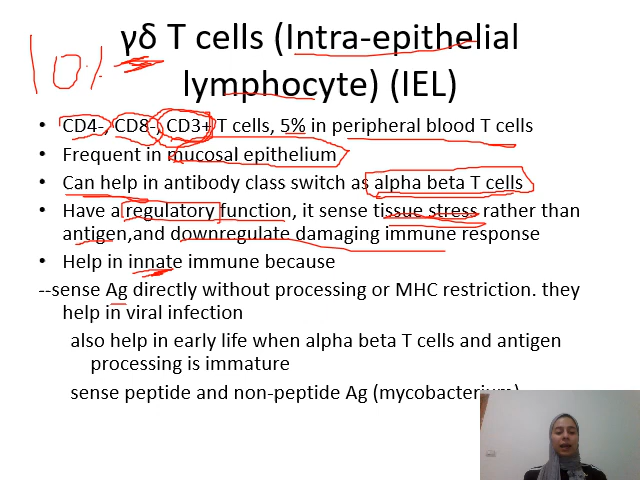 10%
γδ T cells (Intra-epithelial
lymphocyte) (IEL)
• CD4-, CD8-, CD3+ T cells, 5% in peripheral blood T cells
• Frequent in mucosal epithelium
• Can help in antibody class switch as alpha beta T cells
• Have a regulatory function, it sense tissue stress rather than
antigen,and downregulate damaging immune response
• Help in innate immune because
--sense Ag directly without processing or MHC restriction. they
help in viral infection
also help in early life when alpha beta T cells and antigen
processing is immature
sense peptide and non-peptide Ag (mycobacterium)